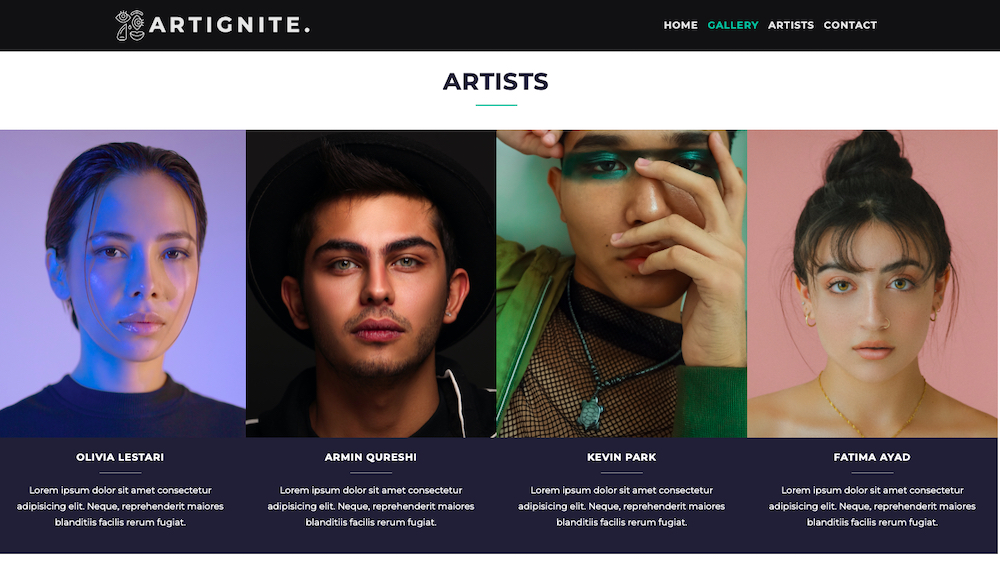 ARTIGNITE.
HOME GALLERY ARTISTS CONTACT
ARTISTS
OLIVIA LESTARI
Lorem ipsum dolor sit amet consectetur
adipisicing elit. Neque, reprehenderit maiores
blanditiis facilis rerum fugiat.
ARMIN QURESHI
Lorem ipsum dolor sit amet consectetur
adipisicing elit. Neque, reprehenderit maiores
blanditiis facilis rerum fugiat.
KEVIN PARK
Lorem ipsum dolor sit amet consectetur
adipisicing elit. Neque, reprehenderit maiores
blanditiis facilis rerum fugiat.
FATIMA AYAD
Lorem ipsum dolor sit amet consectetur
adipisicing elit. Neque, reprehenderit maiores
blanditiis facilis rerum fugiat.